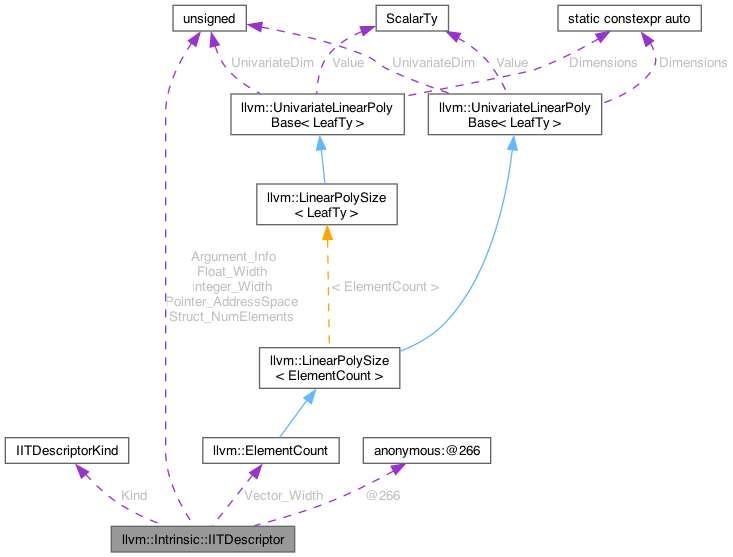 unsigned
ScalarTy
static constexpr auto
UnivariateDim
Value
UnivariateDim
Value
Dimensions
Dimensions
llvm::UnivariateLinearPoly
Base< LeafTy >
llvm::UnivariateLinearPoly
Base< LeafTy >
llvm::LinearPolySize
< LeafTy >
Argument_Info
Float_Width
Integer_Width
Pointer_AddressSpace
Struct_NumElements
< ElementCount >
llvm::LinearPolySize
< ElementCount >
IITDescriptorKind
llvm::ElementCount
anonymous:@266
Kind
Vector_Width
@266
llvm::Intrinsic::IITDescriptor